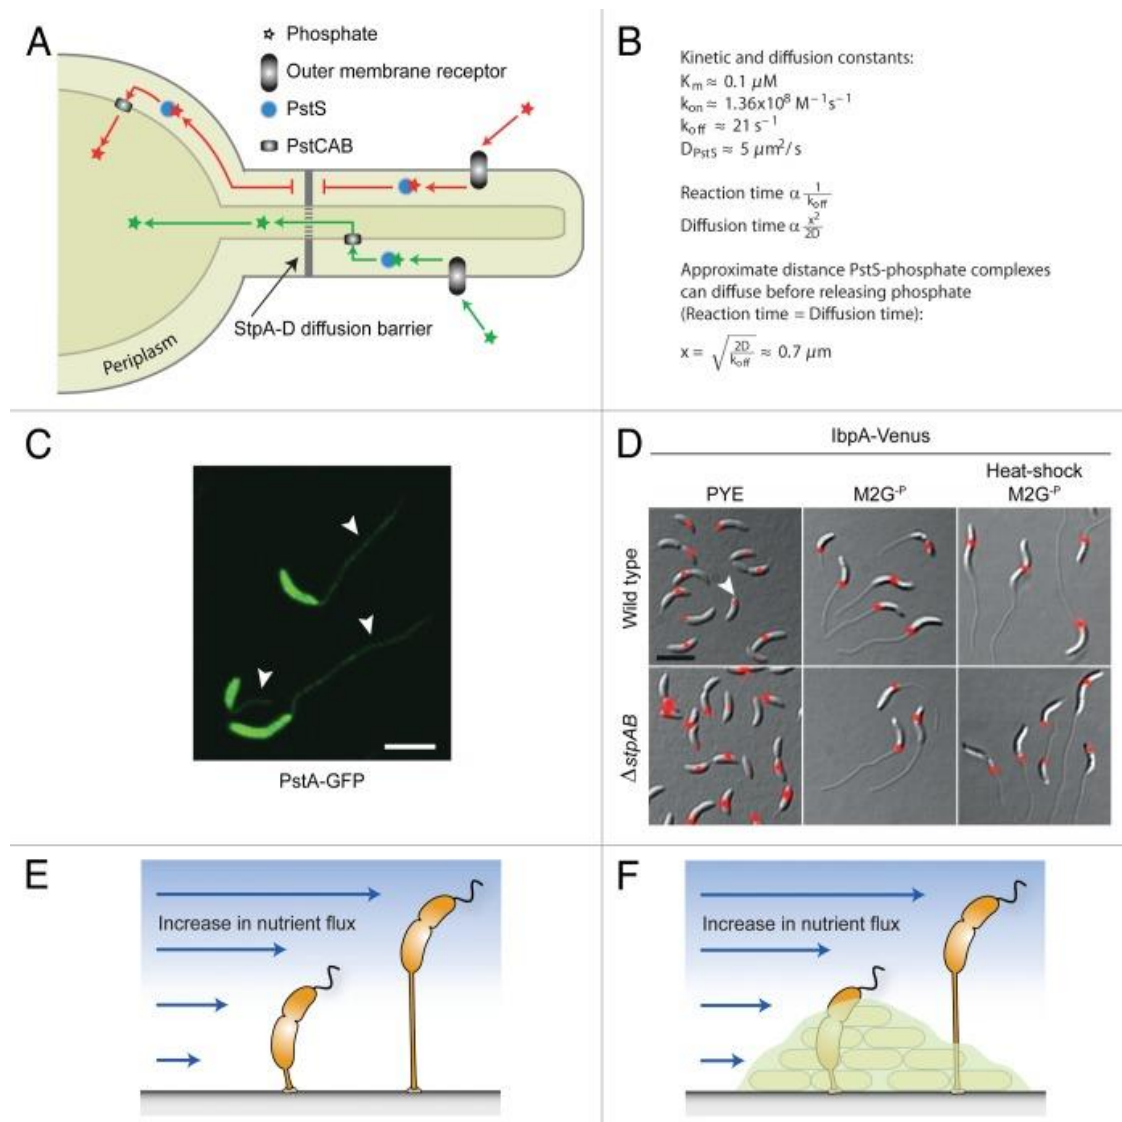 A
Phosphate
Outer membrane receptor
PstS
PstCAB
StpA-D diffusion barrier
Periplasm
B
Kinetic and diffusion constants:
Km ≈ 0.1 µM
kon ≈ 1.36x10⁸ M⁻¹s⁻¹
koff ≈ 21 s⁻¹
DPstS ≈ 5 µm²/s
Reaction time α 1/koff
Diffusion time α x²/2D
Approximate distance PstS-phosphate complexes
can diffuse before releasing phosphate
(Reaction time = Diffusion time):
x = √(2D/koff) ≈ 0.7 µm
C
PstA-GFP
D
IbpA-Venus
PYE
M2G⁻ᴾ
Heat-shock
M2G⁻ᴾ
Wild type
ΔstpAB
E
Increase in nutrient flux
F
Increase in nutrient flux